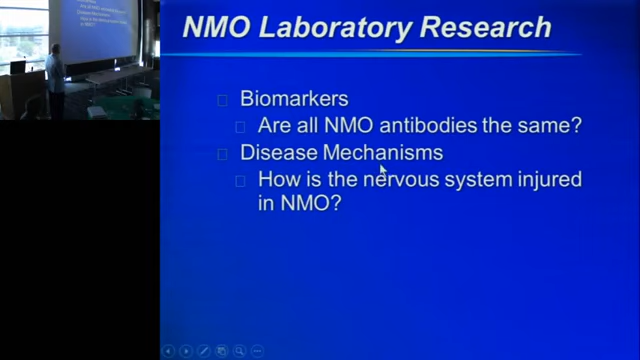 NMO Laboratory Research
Biomarkers
Are all NMO antibodies the same?
Disease Mechanisms
How is the nervous system injured
in NMO?